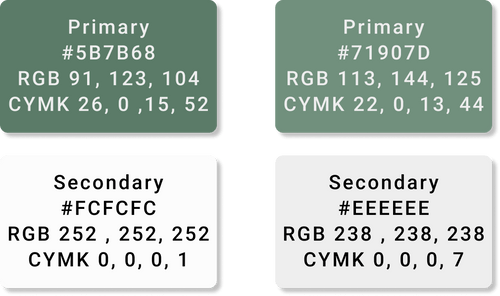 Primary
#5B7B68
RGB 91, 123, 104
CYMK 26, 0 ,15, 52
Primary
#71907D
RGB 113, 144, 125
CYMK 22, 0, 13, 44
Secondary
#FCFCFC
RGB 252 , 252, 252
CYMK 0, 0, 0, 1
Secondary
#EEEEEE
RGB 238 , 238, 238
CYMK 0, 0, 0, 7